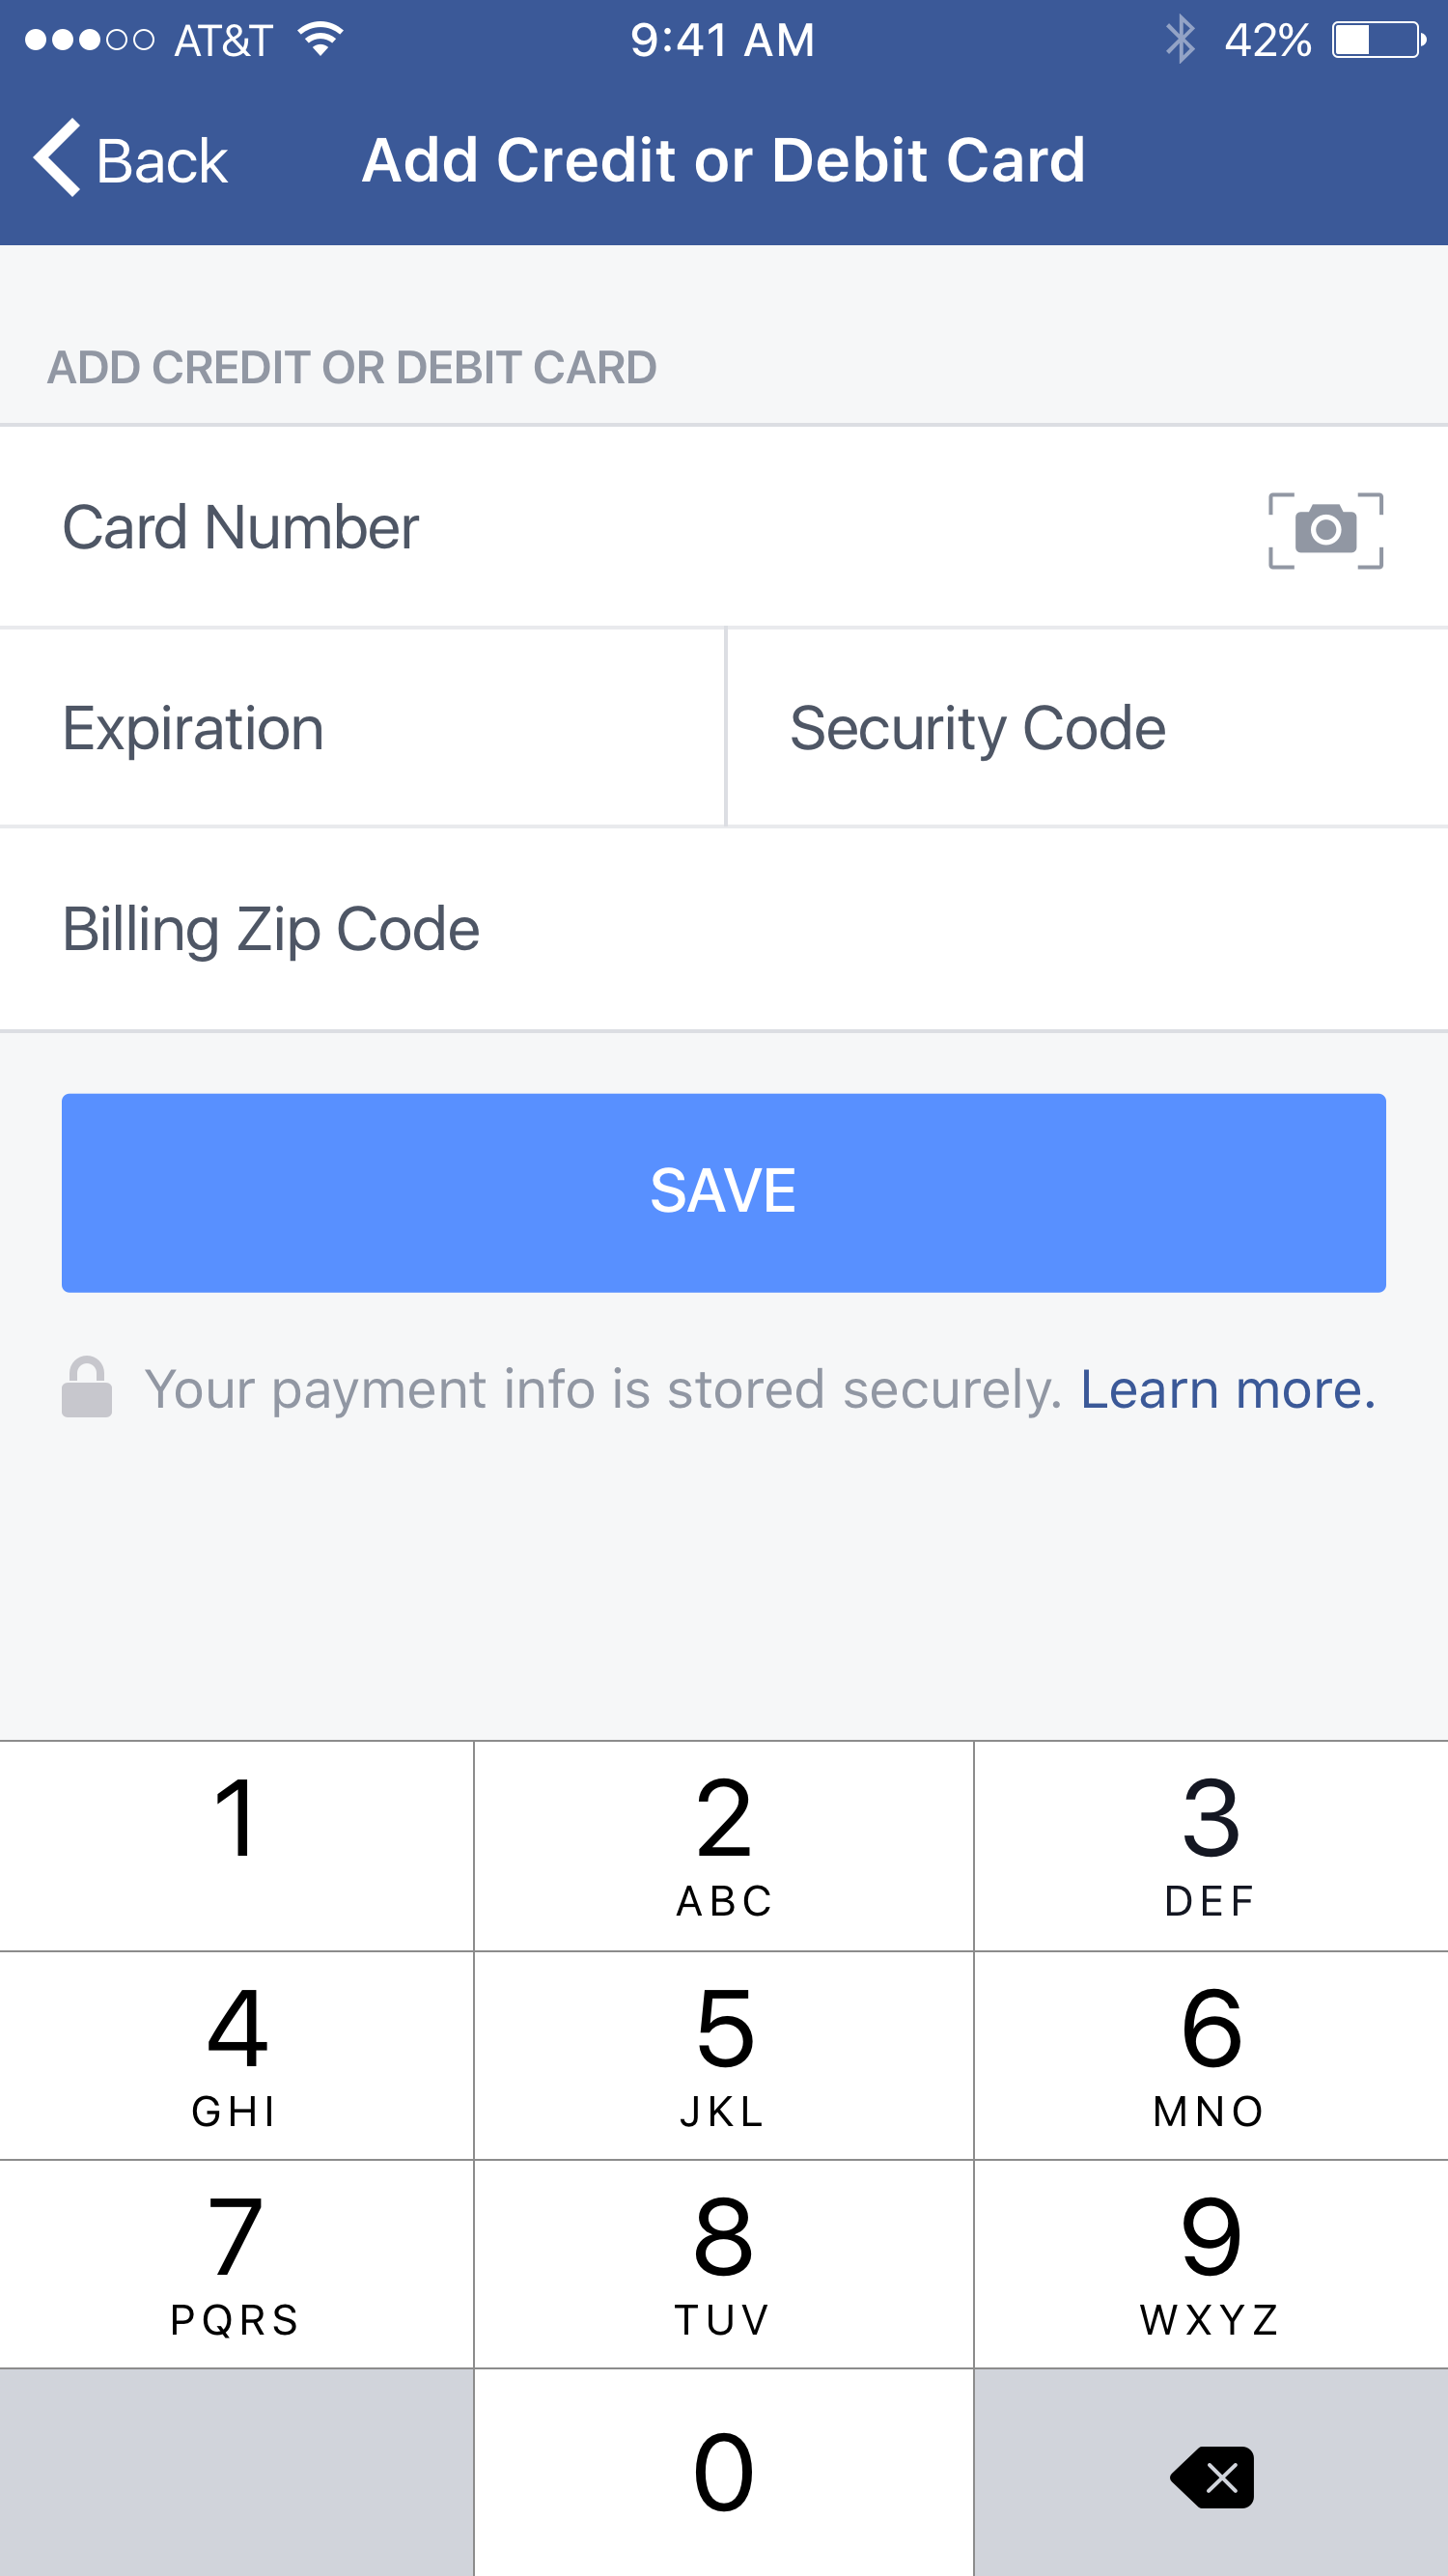 AT&T 9:41 AM 42%
Back Add Credit or Debit Card
ADD CREDIT OR DEBIT CARD
Card Number
Expiration Security Code
Billing Zip Code
SAVE
Your payment info is stored securely. Learn more.
1 2 3
ABC DEF
4 5 6
GHI JKL MNO
7 8 9
PQRS TUV WXYZ
0